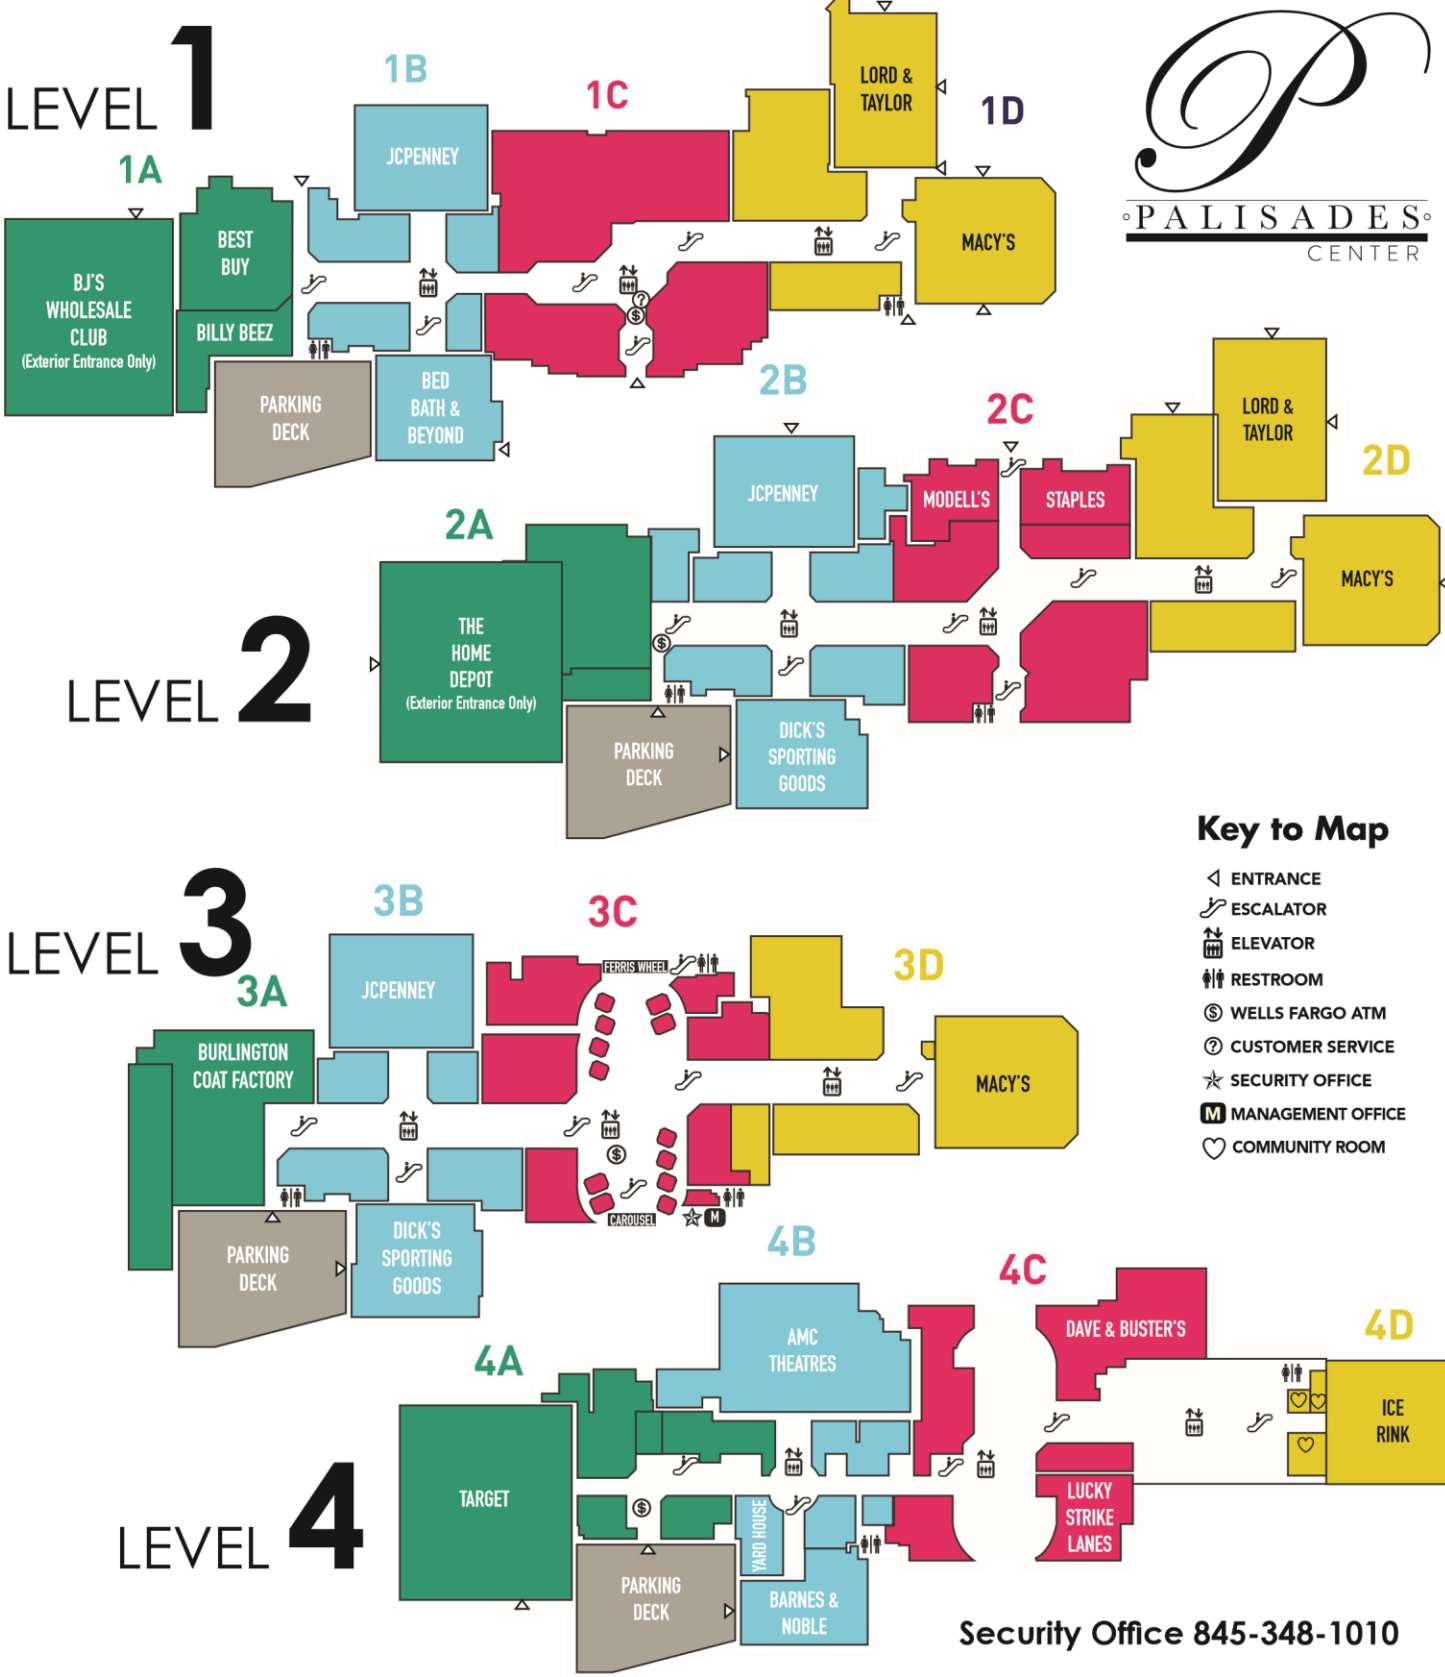 LEVEL 1
1A
1B
1C
1D
BJ'S
WHOLESALE
CLUB
(Exterior Entrance Only)
BEST
BUY
BILLY BEEZ
PARKING
DECK
JCPENNEY
BED
BATH &
BEYOND
LORD &
TAYLOR
MACY'S
P
PALISADES
CENTER
?
$
LEVEL 2
2A
2B
2C
2D
THE
HOME
DEPOT
(Exterior Entrance Only)
$
PARKING
DECK
JCPENNEY
DICK'S
SPORTING
GOODS
MODELL'S
STAPLES
LORD &
TAYLOR
MACY'S
Key to Map
ENTRANCE
ESCALATOR
ELEVATOR
RESTROOM
$ WELLS FARGO ATM
? CUSTOMER SERVICE
SECURITY OFFICE
M MANAGEMENT OFFICE
COMMUNITY ROOM
LEVEL 3
3A
3B
3C
3D
BURLINGTON
COAT FACTORY
PARKING
DECK
JCPENNEY
DICK'S
SPORTING
GOODS
FERRIS WHEEL
$
CAROUSEL
M
MACY'S
LEVEL 4
4A
4B
4C
4D
TARGET
$
PARKING
DECK
AMC
THEATRES
YARD HOUSE
BARNES &
NOBLE
DAVE & BUSTER'S
LUCKY
STRIKE
LANES
ICE
RINK
Security Office 845-348-1010